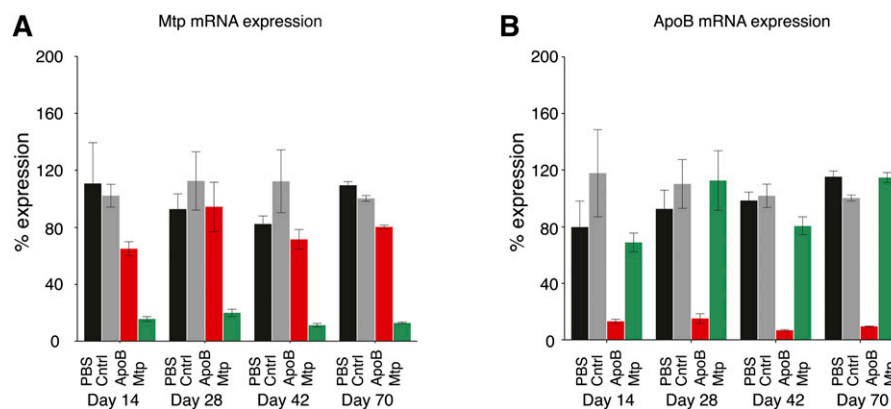 A
Mtp mRNA expression
% expression
160
120
80
40
0
PBS Cntrl ApoB Mtp PBS Cntrl ApoB Mtp PBS Cntrl ApoB Mtp PBS Cntrl ApoB Mtp
Day 14 Day 28 Day 42 Day 70
B
ApoB mRNA expression
% expression
200
160
120
80
40
0
PBS Cntrl ApoB Mtp PBS Cntrl ApoB Mtp PBS Cntrl ApoB Mtp PBS Cntrl ApoB Mtp
Day 14 Day 28 Day 42 Day 70